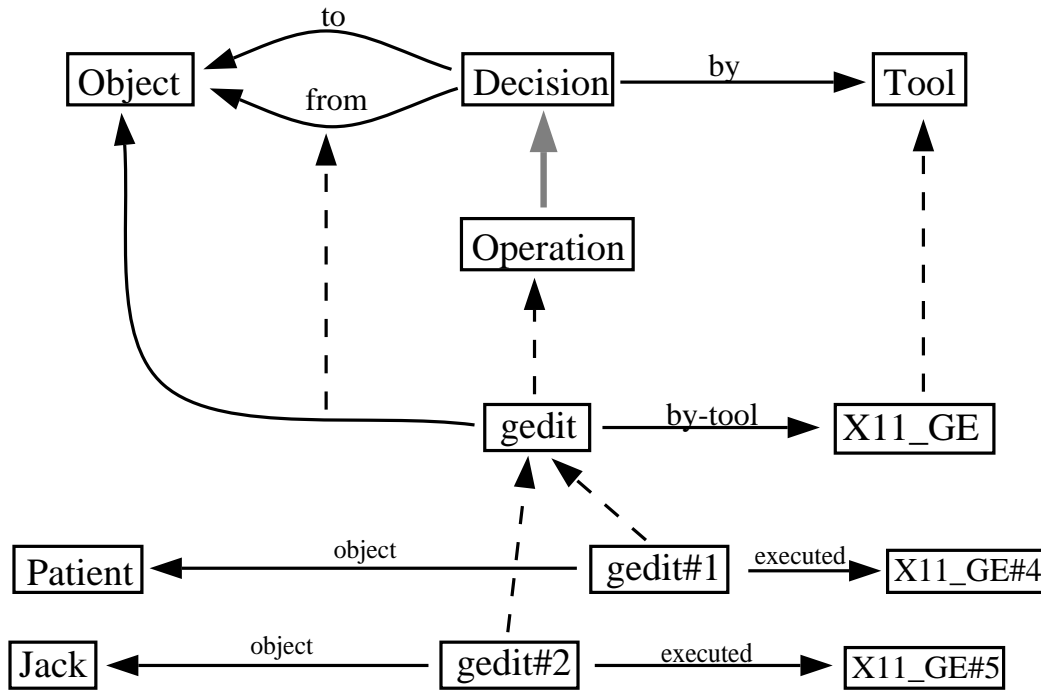 to
Object
Decision
by
Tool
from
Operation
gedit
by-tool
X11_GE
Patient
object
gedit#1
executed
X11_GE#4
Jack
object
gedit#2
executed
X11_GE#5